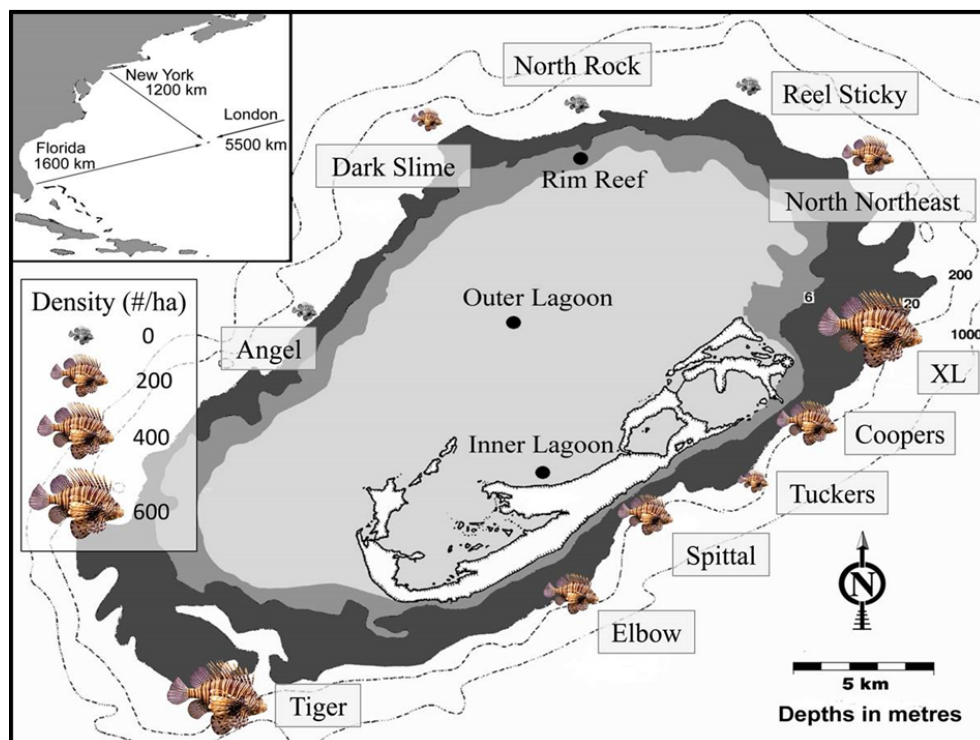 New York
1200 km
London
5500 km
Florida
1600 km
North Rock
Reel Sticky
Dark Slime
Rim Reef
North Northeast
Density (#/ha)
0
200
400
600
Outer Lagoon
6
20
200
1000
Angel
XL
Coopers
Inner Lagoon
Tuckers
Spittal
Elbow
Tiger
N
5 km
Depths in metres